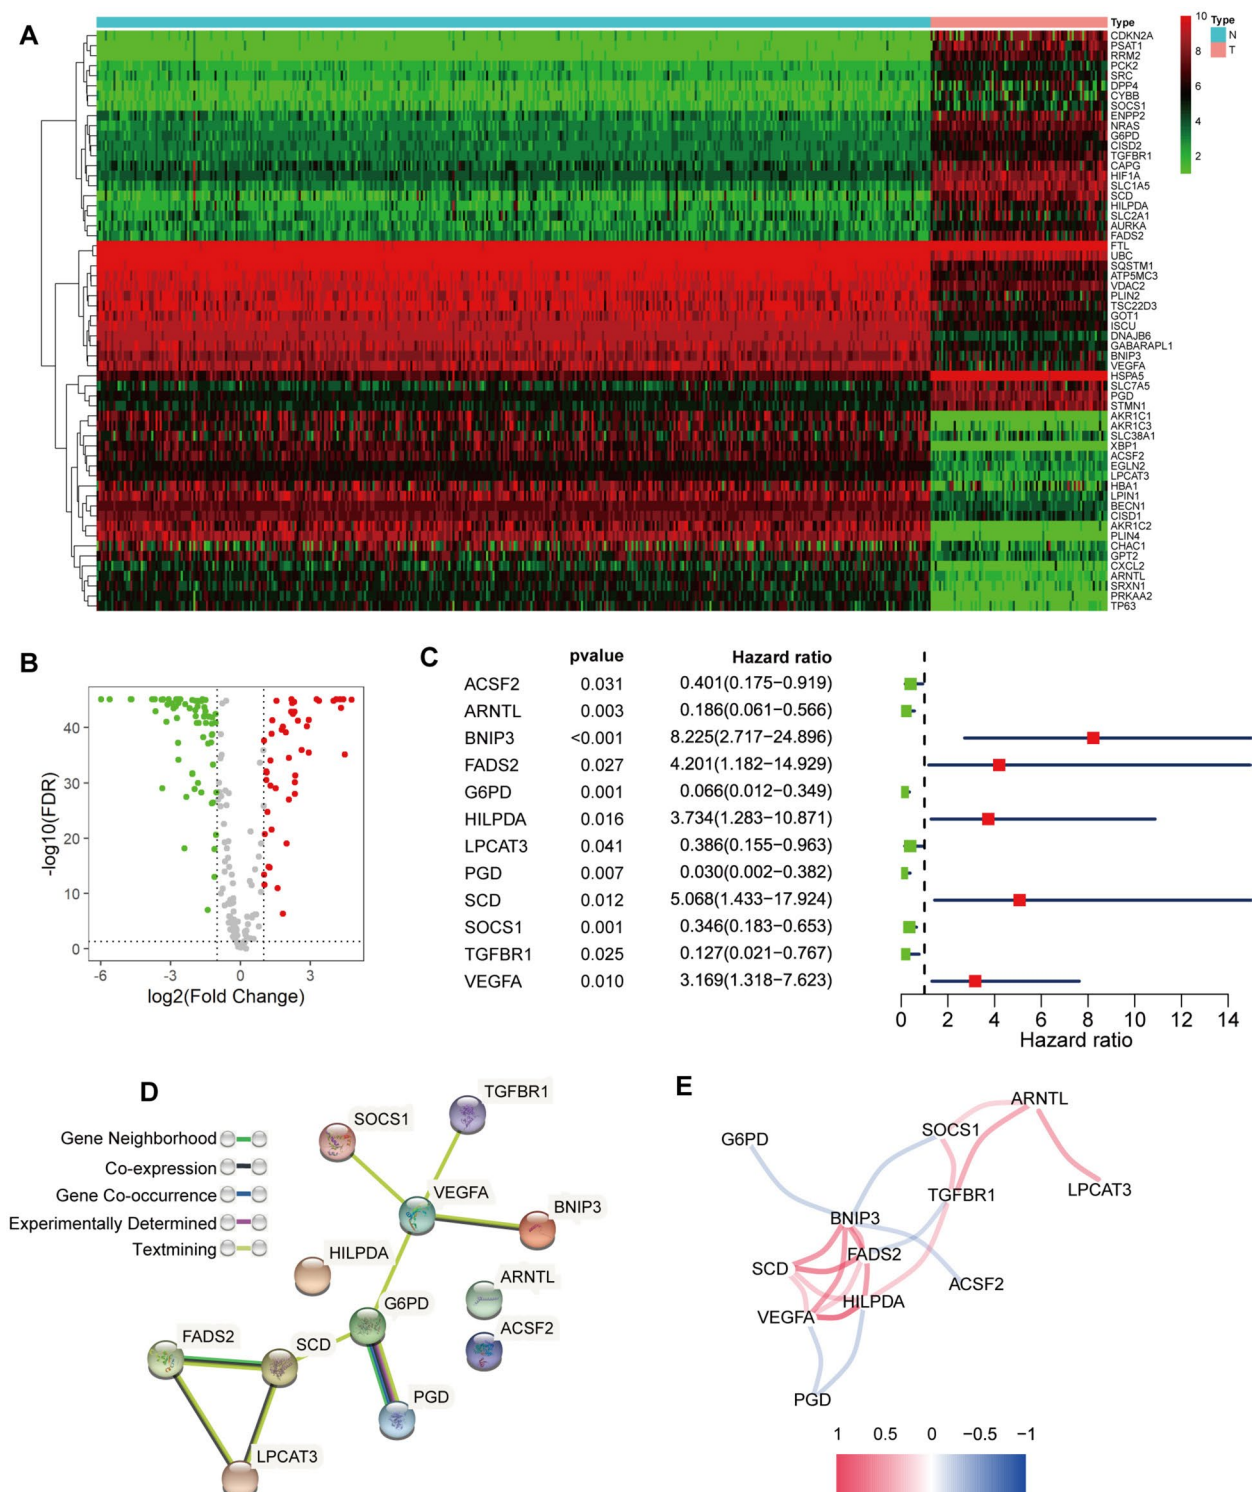 A
Type
CDKN2A
PSAT1
RRM2
PCK2
SRC
DPP4
CYBB
SOCS1
ENPP2
NRAS
G6PD
CISD2
TGFBR1
CAPG
HIF1A
SLC1A5
SCD
HILPDA
SLC2A1
AURKA
FADS2
FTL
UBC
SQSTM1
ATP5MC3
VDAC2
PLIN2
TSC22D3
GOT1
ISCU
DNAJB6
GABARAPL1
BNIP3
VEGFA
HSPA5
SLC7A5
PGD
STMN1
AKR1C1
AKR1C3
SLC38A1
XBP1
ACSF2
EGLN2
LPCAT3
HBA1
LPIN1
BECN1
CISD1
AKR1C2
PLIN4
CHAC1
GPT2
CXCL2
ARNTL
SRXN1
PRKAA2
TP63
10
8
6
4
2
Type
N
T
B
-log10(FDR)
40
30
20
10
0
-6 -3 0 3
log2(Fold Change)
C
pvalue Hazard ratio
ACSF2 0.031 0.401(0.175−0.919)
ARNTL 0.003 0.186(0.061−0.566)
BNIP3 <0.001 8.225(2.717−24.896)
FADS2 0.027 4.201(1.182−14.929)
G6PD 0.001 0.066(0.012−0.349)
HILPDA 0.016 3.734(1.283−10.871)
LPCAT3 0.041 0.386(0.155−0.963)
PGD 0.007 0.030(0.002−0.382)
SCD 0.012 5.068(1.433−17.924)
SOCS1 0.001 0.346(0.183−0.653)
TGFBR1 0.025 0.127(0.021−0.767)
VEGFA 0.010 3.169(1.318−7.623)
0 2 4 6 8 10 12 14
Hazard ratio
D
Gene Neighborhood
Co-expression
Gene Co-occurrence
Experimentally Determined
Textmining
TGFBR1
SOCS1
VEGFA
BNIP3
HILPDA
ARNTL
G6PD
ACSF2
FADS2
SCD
PGD
LPCAT3
E
ARNTL
SOCS1
G6PD
LPCAT3
TGFBR1
BNIP3
FADS2
SCD
ACSF2
HILPDA
VEGFA
PGD
1 0.5 0 −0.5 −1